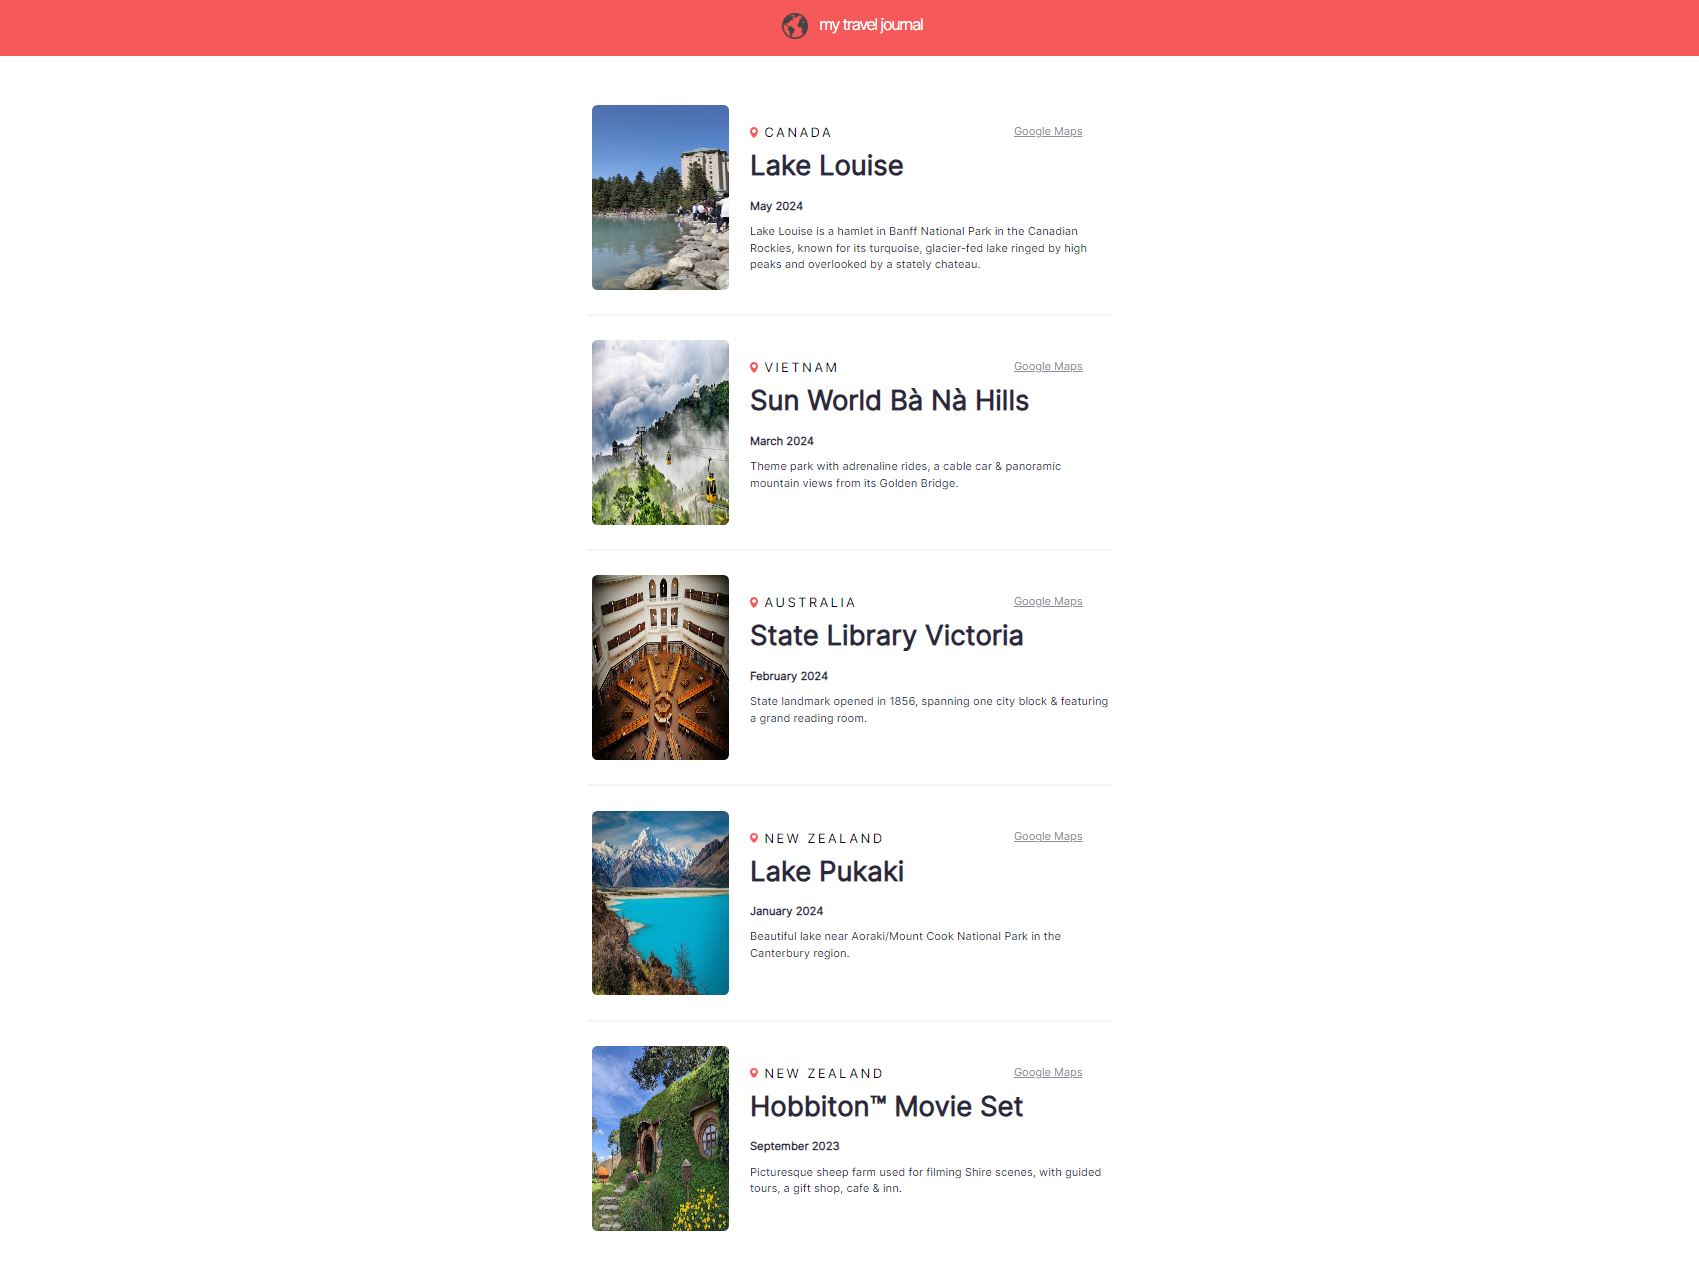 my travel journal
CANADA
Google Maps
Lake Louise
May 2024
Lake Louise is a hamlet in Banff National Park in the Canadian
Rockies, known for its turquoise, glacier-fed lake ringed by high
peaks and overlooked by a stately chateau.
VIETNAM
Google Maps
Sun World Bà Nà Hills
March 2024
Theme park with adrenaline rides, a cable car & panoramic
mountain views from its Golden Bridge.
AUSTRALIA
Google Maps
State Library Victoria
February 2024
State landmark opened in 1856, spanning one city block & featuring
a grand reading room.
NEW ZEALAND
Google Maps
Lake Pukaki
January 2024
Beautiful lake near Aoraki/Mount Cook National Park in the
Canterbury region.
NEW ZEALAND
Google Maps
Hobbiton™ Movie Set
September 2023
Picturesque sheep farm used for filming Shire scenes, with guided
tours, a gift shop, cafe & inn.